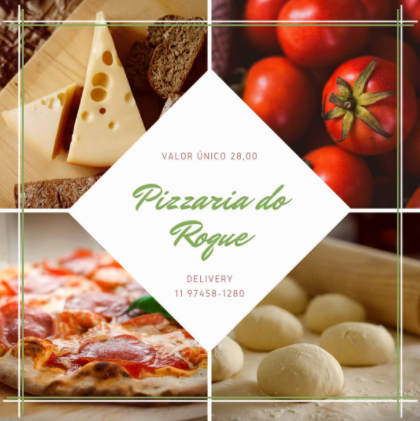 VALOR ÚNICO 28,00
Pizzaria do
Roque
DELIVERY
11 97458-1280